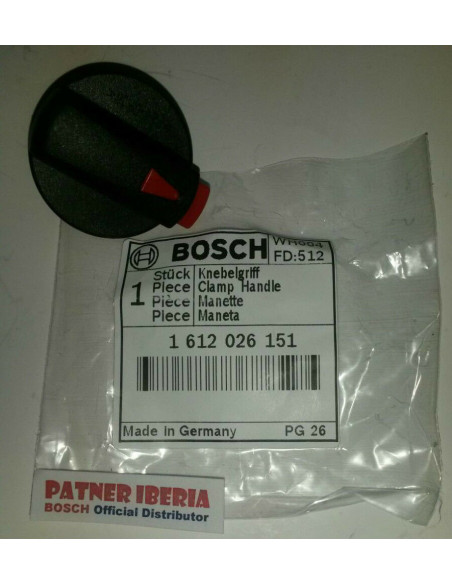 BOSCH
FD:512
1
Stück Knebelgriff
Piece Clamp Handle
Pièce Manette
Piece Maneta
1 612 026 151
Made In Germany PG 26
PATNER IBERIA
BOSCH Official Distributor